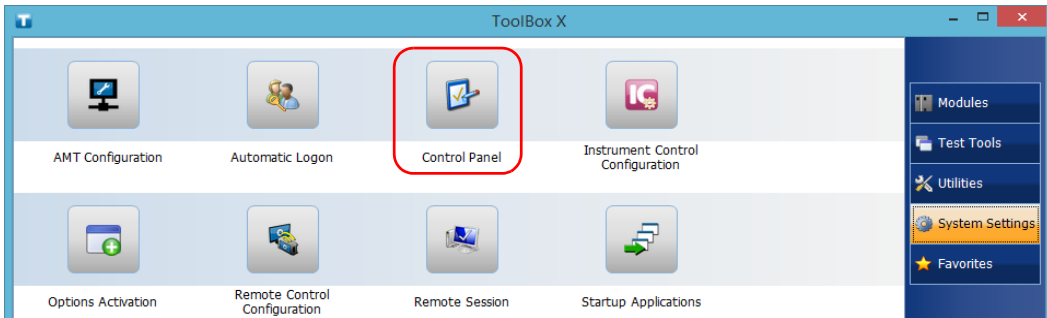 ToolBox X
AMT Configuration
Automatic Logon
Control Panel
Instrument Control
Configuration
Options Activation
Remote Control
Configuration
Remote Session
Startup Applications
Modules
Test Tools
Utilities
System Settings
Favorites